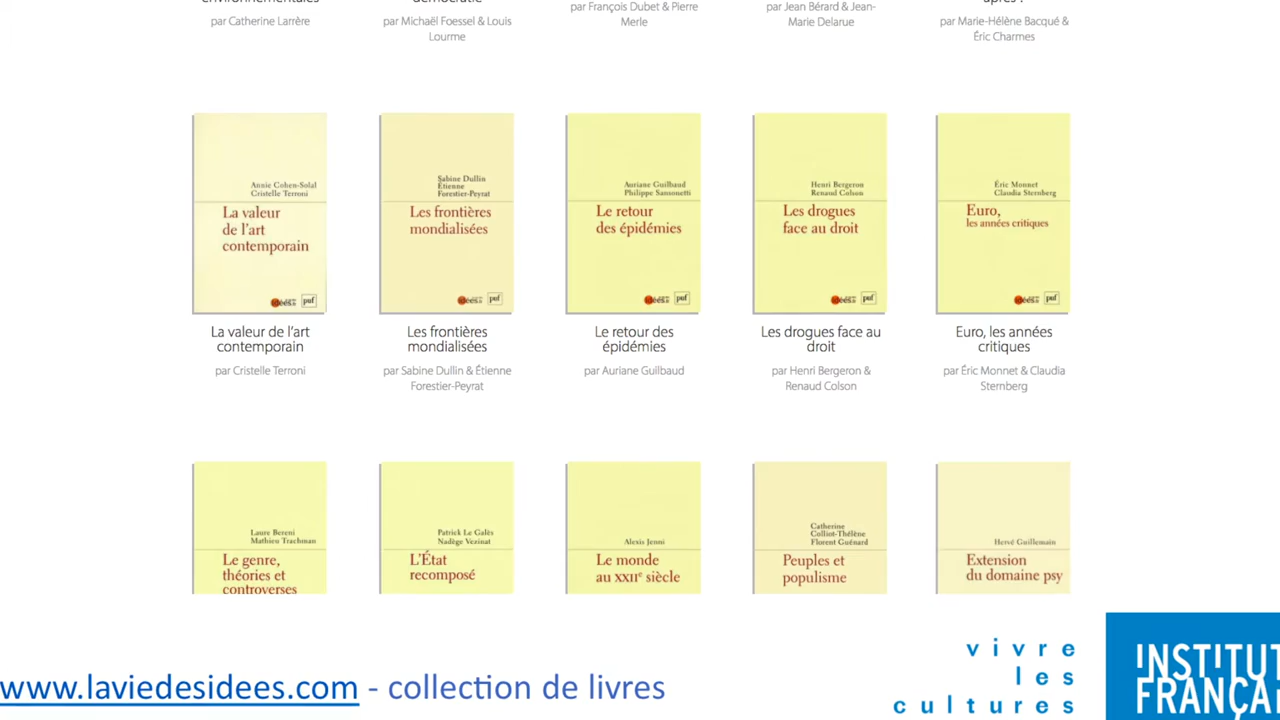 environnementales
démocratie
après ?
par Catherine Larrère
par Michaël Foessel & Louis
Lourme
par François Dubet & Pierre
Merle
par Jean Bérard & Jean-
Marie Delarue
par Marie-Hélène Bacqué &
Éric Charmes
Annie Cohen-Solal
Cristelle Terroni
La valeur
de l'art
contemporain
idées
puf
Sabine Dullin
Étienne
Forestier-Peyrat
Les frontières
mondialisées
idées
puf
Auriane Guilbaud
Philippe Sansonetti
Le retour
des épidémies
idées
puf
Henri Bergeron
Renaud Colson
Les drogues
face au droit
idées
puf
Éric Monnet
Claudia Sternberg
Euro,
les années critiques
idées
puf
La valeur de l'art
contemporain
par Cristelle Terroni
Les frontières
mondialisées
par Sabine Dullin & Étienne
Forestier-Peyrat
Le retour des
épidémies
par Auriane Guilbaud
Les drogues face au
droit
par Henri Bergeron &
Renaud Colson
Euro, les années
critiques
par Éric Monnet & Claudia
Sternberg
Laure Bereni
Mathieu Trachman
Le genre,
théories et
controverses
Patrick Le Galès
Nadège Vezinat
L'État
recomposé
Alexis Jenni
Le monde
au XXIIe siècle
Catherine
Colliot-Thélène
Florent Guénard
Peuples et
populisme
Hervé Guillemain
Extension
du domaine psy
www.laviedesidees.com - collection de livres
vivre
les
cultures
INSTITUT
FRANÇAI